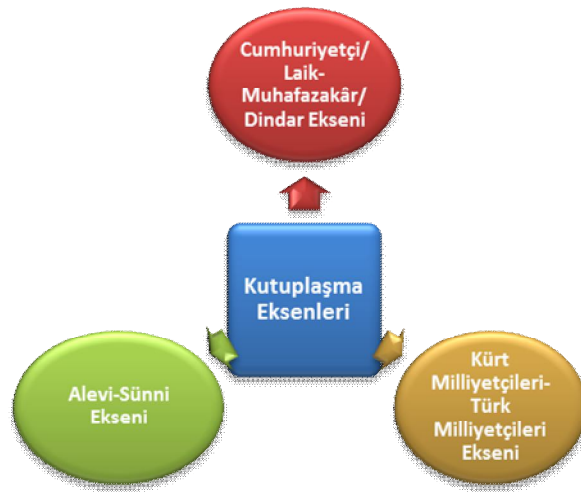 Cumhuriyetçi/
Laik-
Muhafazakâr/
Dindar Ekseni
Kutuplaşma
Eksenleri
Alevi-Sünni
Ekseni
Kürt
Milliyetçileri-
Türk
Milliyetçileri
Ekseni